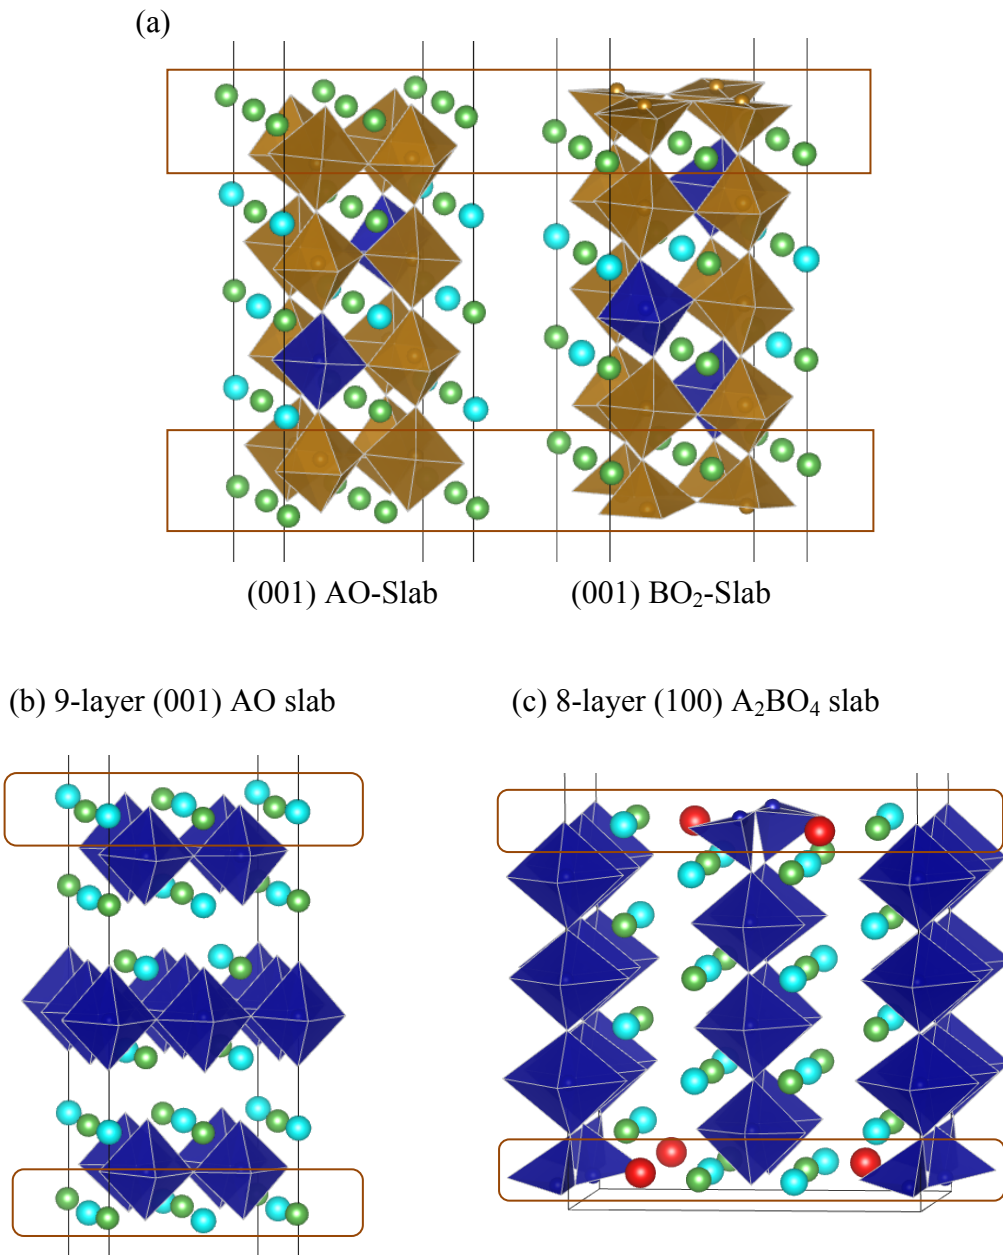 (a)
(001) AO-Slab
(001) BO₂-Slab
(b) 9-layer (001) AO slab
(c) 8-layer (100) A₂BO₄ slab